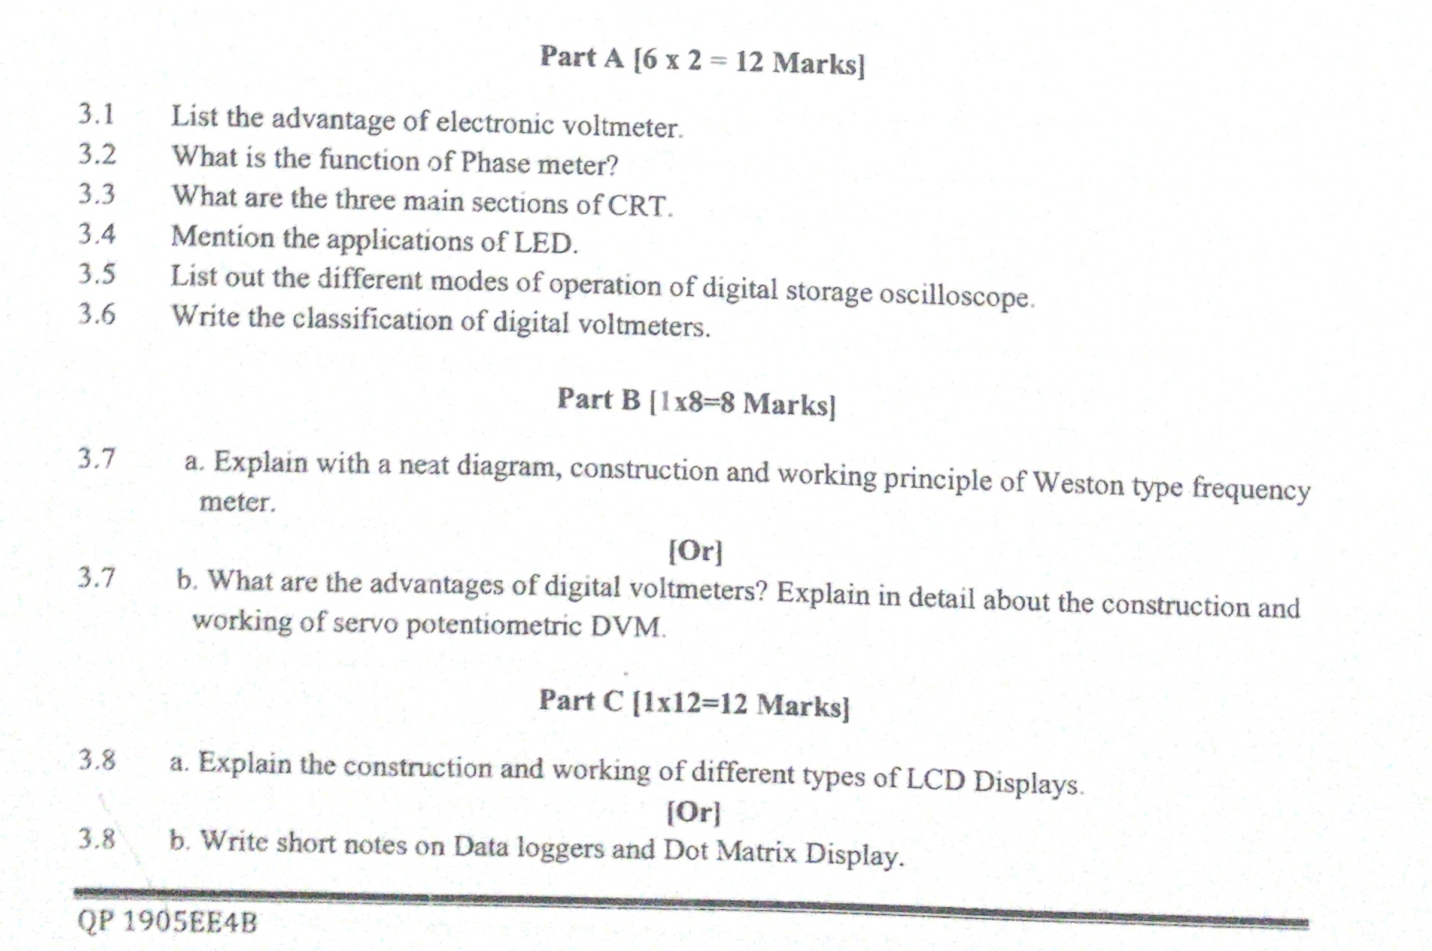 Part A [6 x 2 = 12 Marks]
3.1 List the advantage of electronic voltmeter.
3.2 What is the function of Phase meter?
3.3 What are the three main sections of CRT.
3.4 Mention the applications of LED.
3.5 List out the different modes of operation of digital storage oscilloscope.
3.6 Write the classification of digital voltmeters.
Part B [1x8=8 Marks]
3.7 a. Explain with a neat diagram, construction and working principle of Weston type frequency
meter.
[Or]
3.7 b. What are the advantages of digital voltmeters? Explain in detail about the construction and
working of servo potentiometric DVM.
Part C [1x12=12 Marks]
3.8 a. Explain the construction and working of different types of LCD Displays.
[Or]
3.8 b. Write short notes on Data loggers and Dot Matrix Display.
QP 1905EE4B